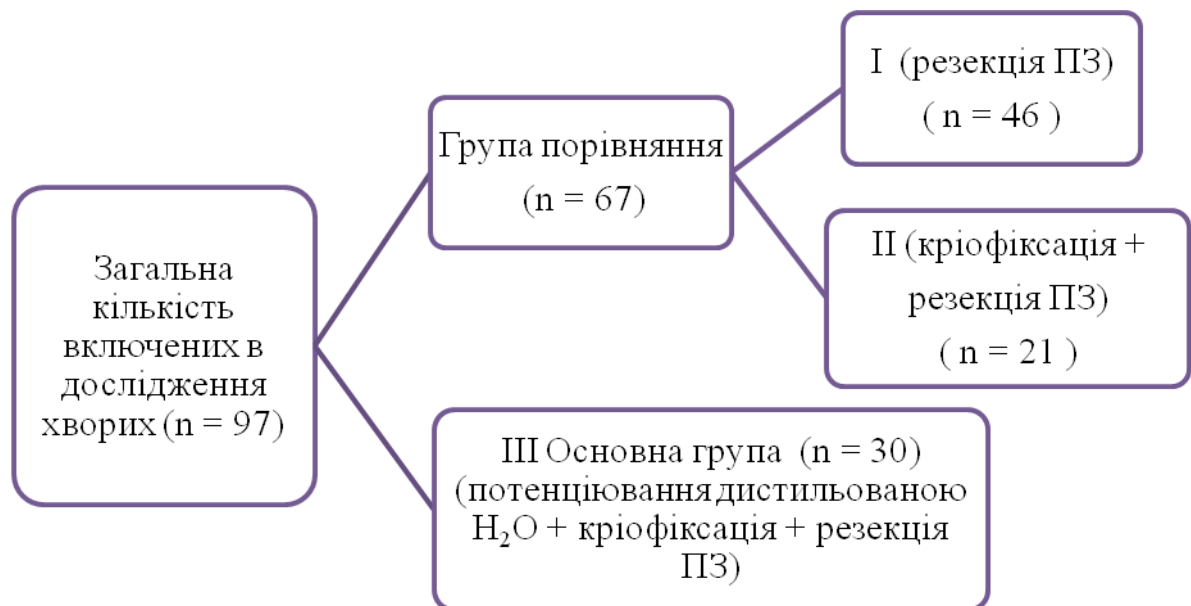 Загальна
кількість
включених в
дослідження
хворих (n = 97)
Група порівняння
(n = 67)
I (резекція ПЗ)
( n = 46 )
II (кріофіксація +
резекція ПЗ)
( n = 21 )
III Основна група (n = 30)
(потенціювання дистильованою
H₂O + кріофіксація + резекція
ПЗ)